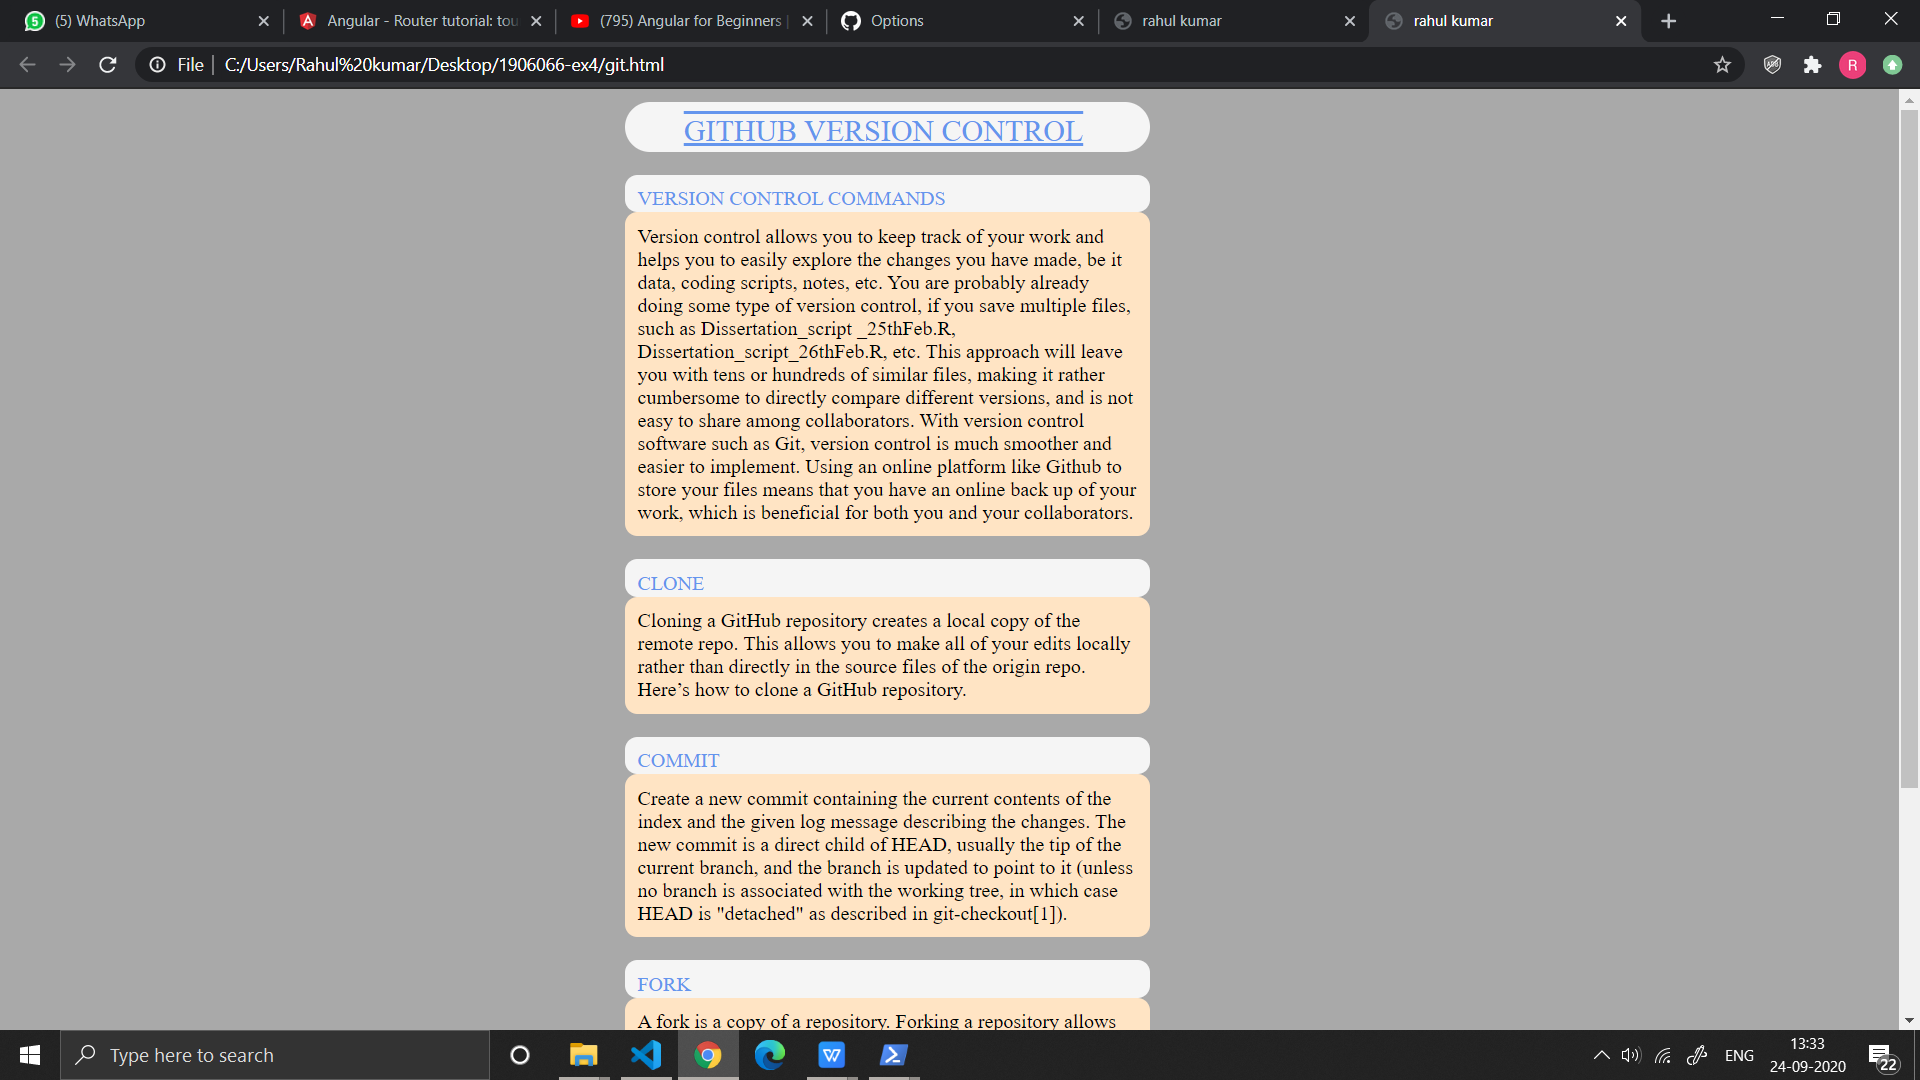 (5) WhatsApp
Angular - Router tutorial: tou
(795) Angular for Beginners |
Options
rahul kumar
rahul kumar
File
C:/Users/Rahul%20kumar/Desktop/1906066-ex4/git.html
R
GITHUB VERSION CONTROL
VERSION CONTROL COMMANDS
Version control allows you to keep track of your work and
helps you to easily explore the changes you have made, be it
data, coding scripts, notes, etc. You are probably already
doing some type of version control, if you save multiple files,
such as Dissertation_script _25thFeb.R,
Dissertation_script_26thFeb.R, etc. This approach will leave
you with tens or hundreds of similar files, making it rather
cumbersome to directly compare different versions, and is not
easy to share among collaborators. With version control
software such as Git, version control is much smoother and
easier to implement. Using an online platform like Github to
store your files means that you have an online back up of your
work, which is beneficial for both you and your collaborators.
CLONE
Cloning a GitHub repository creates a local copy of the
remote repo. This allows you to make all of your edits locally
rather than directly in the source files of the origin repo.
Here’s how to clone a GitHub repository.
COMMIT
Create a new commit containing the current contents of the
index and the given log message describing the changes. The
new commit is a direct child of HEAD, usually the tip of the
current branch, and the branch is updated to point to it (unless
no branch is associated with the working tree, in which case
HEAD is "detached" as described in git-checkout[1]).
FORK
A fork is a copy of a repository. Forking a repository allows
Type here to search
ENG
13:33
24-09-2020
22